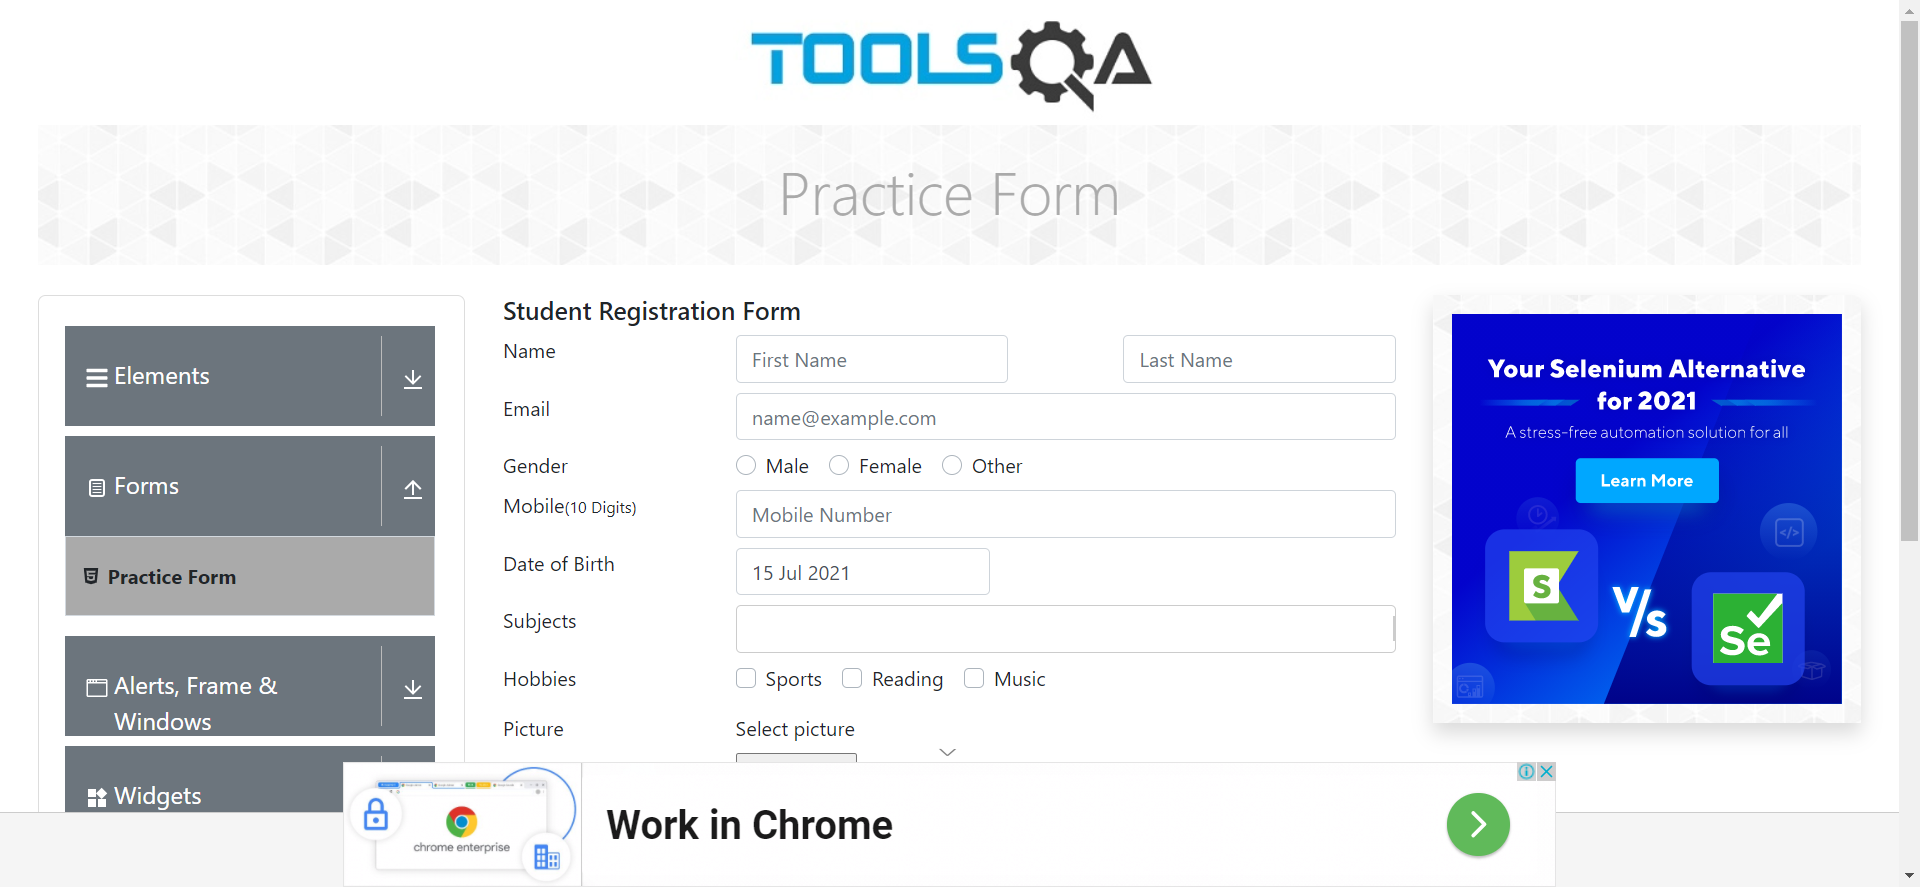 TOOLSQA
Practice Form
Elements
Forms
Practice Form
Alerts, Frame &
Windows
Widgets
Student Registration Form
Name
First Name
Last Name
Email
name@example.com
Gender
Male
Female
Other
Mobile(10 Digits)
Mobile Number
Date of Birth
15 Jul 2021
Subjects
Hobbies
Sports
Reading
Music
Picture
Select picture
Your Selenium Alternative
for 2021
A stress-free automation solution for all
Learn More
S
V/s
Se
chrome enterprise
Work in Chrome